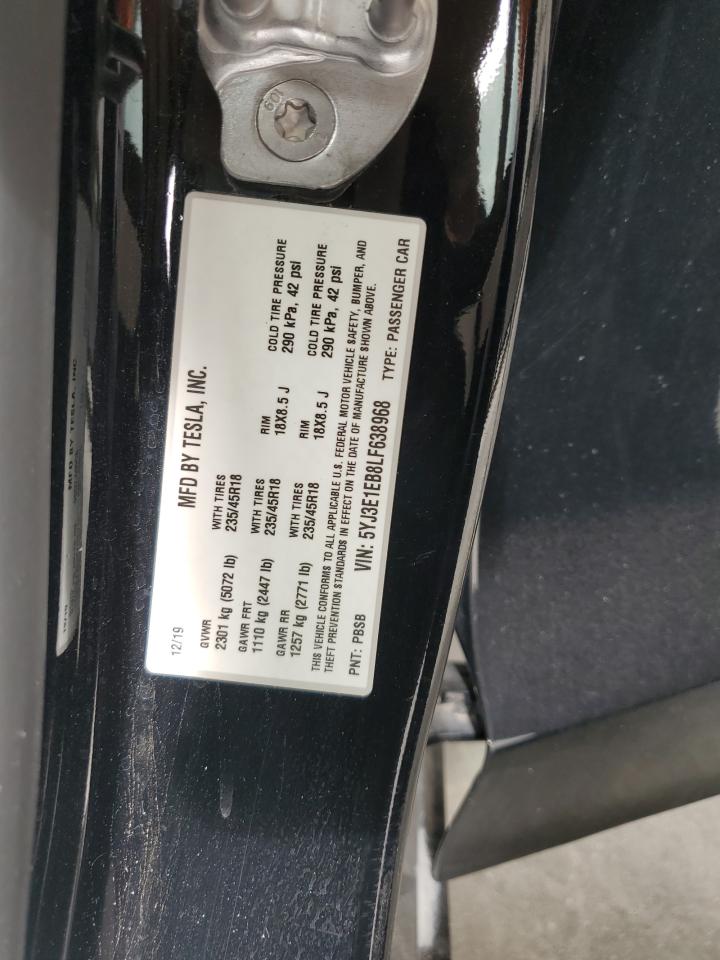 MFD BY TESLA, INC.
12/19
GVWR
2301 kg (5072 lb)
WITH TIRES
235/45R18
GAWR FRT
1110 kg (2447 lb)
WITH TIRES
235/45R18
RIM
18X8.5 J
COLD TIRE PRESSURE
290 kPa, 42 psi
GAWR RR
1257 kg (2771 lb)
WITH TIRES
235/45R18
RIM
18X8.5 J
COLD TIRE PRESSURE
290 kPa, 42 psi
THIS VEHICLE CONFORMS TO ALL APPLICABLE U.S. FEDERAL MOTOR VEHICLE SAFETY, BUMPER, AND
THEFT PREVENTION STANDARDS IN EFFECT ON THE DATE OF MANUFACTURE SHOWN ABOVE.
PNT: PBSB VIN: 5YJ3E1EB8LF638968 TYPE: PASSENGER CAR